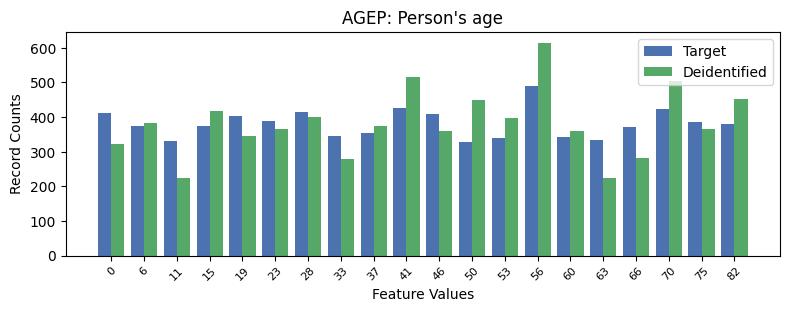 AGEP: Person's age
Record Counts
600
500
400
300
200
100
0
Target
Deidentified
0 6 11 15 19 23 28 33 37 41 46 50 53 56 60 63 66 70 75 82
Feature Values